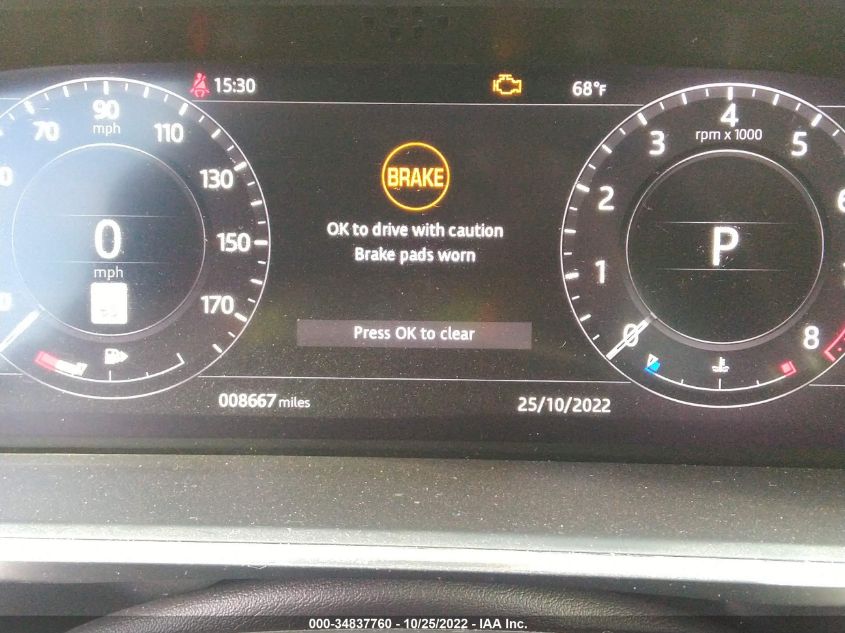 15:30
68°F
90
mph
70
110
130
150
170
0
mph
BRAKE
OK to drive with caution
Brake pads worn
Press OK to clear
4
rpm x 1000
3
5
2
6
1
0
8
P
008667 miles
25/10/2022
000-34837760 - 10/25/2022 - IAA Inc.